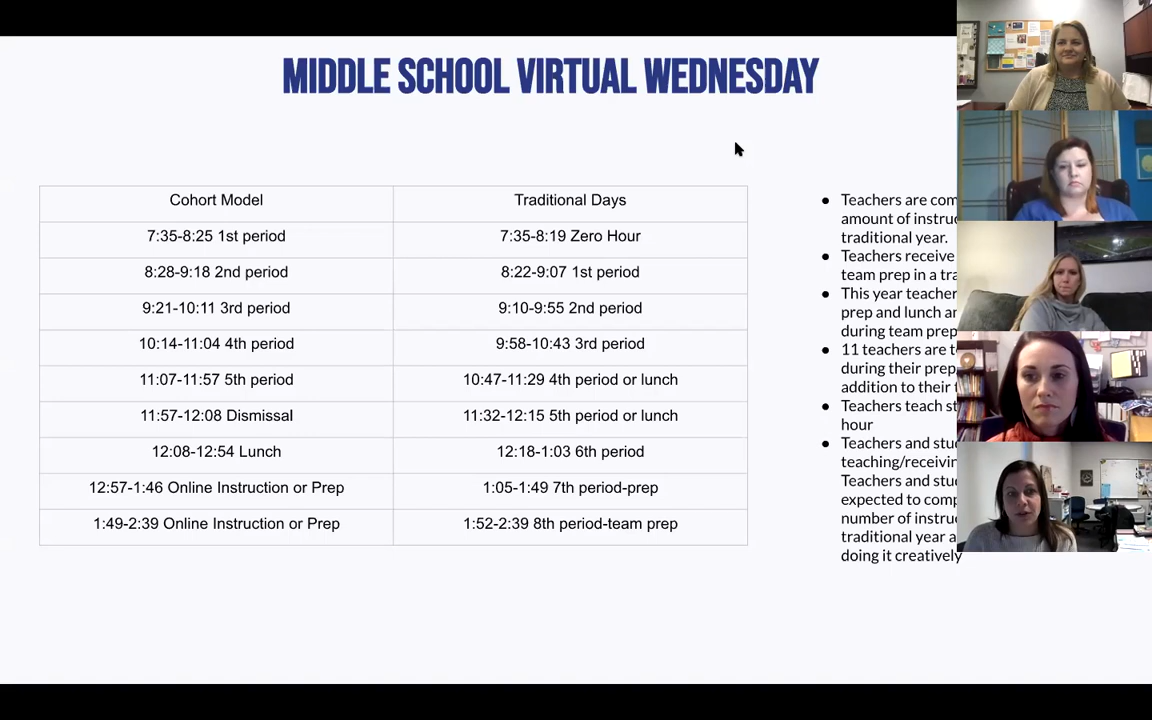 MIDDLE SCHOOL VIRTUAL WEDNESDAY
Cohort Model Traditional Days
7:35-8:25 1st period 7:35-8:19 Zero Hour
8:28-9:18 2nd period 8:22-9:07 1st period
9:21-10:11 3rd period 9:10-9:55 2nd period
10:14-11:04 4th period 9:58-10:43 3rd period
11:07-11:57 5th period 10:47-11:29 4th period or lunch
11:57-12:08 Dismissal 11:32-12:15 5th period or lunch
12:08-12:54 Lunch 12:18-1:03 6th period
12:57-1:46 Online Instruction or Prep 1:05-1:49 7th period-prep
1:49-2:39 Online Instruction or Prep 1:52-2:39 8th period-team prep
• Teachers are
amount of
traditional year.
• Teachers receive
team prep in a
• This year
prep and lunch
during team prep
• 11 teachers are
during their prep
addition to their
• Teachers teach
hour
• Teachers and
Teachers and
expected to
number of
traditional year
doing it creatively